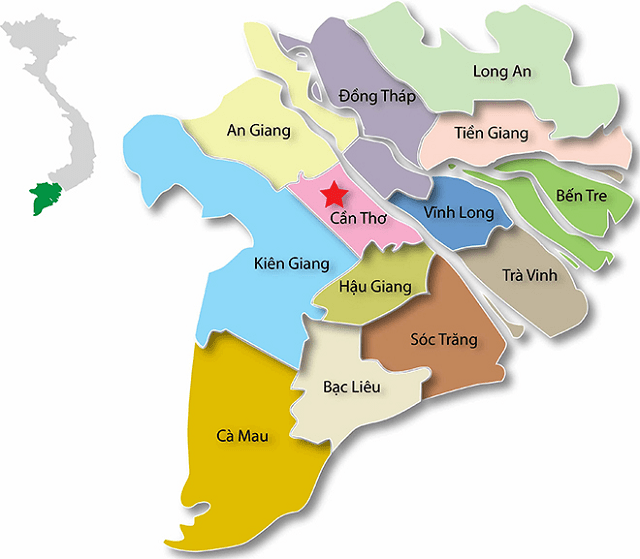 Long An
Đồng Tháp
An Giang
Tiền Giang
Bến Tre
Cần Thơ
Vĩnh Long
Kiên Giang
Trà Vinh
Hậu Giang
Sóc Trăng
Bạc Liêu
Cà Mau